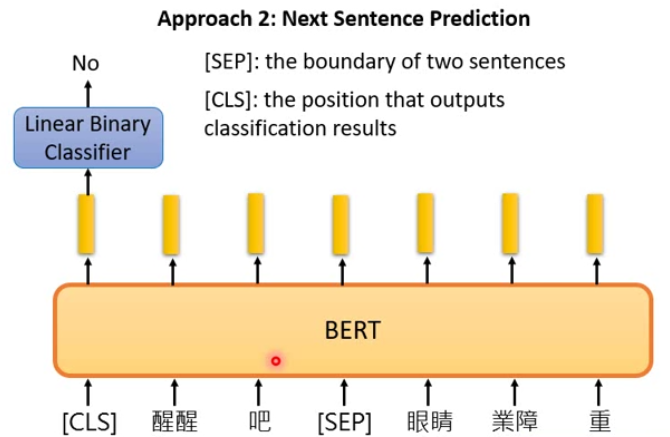 Approach 2: Next Sentence Prediction
No
[SEP]: the boundary of two sentences
[CLS]: the position that outputs
classification results
Linear Binary
Classifier
BERT
[CLS] 醒醒 吧 [SEP] 眼睛 業障 重